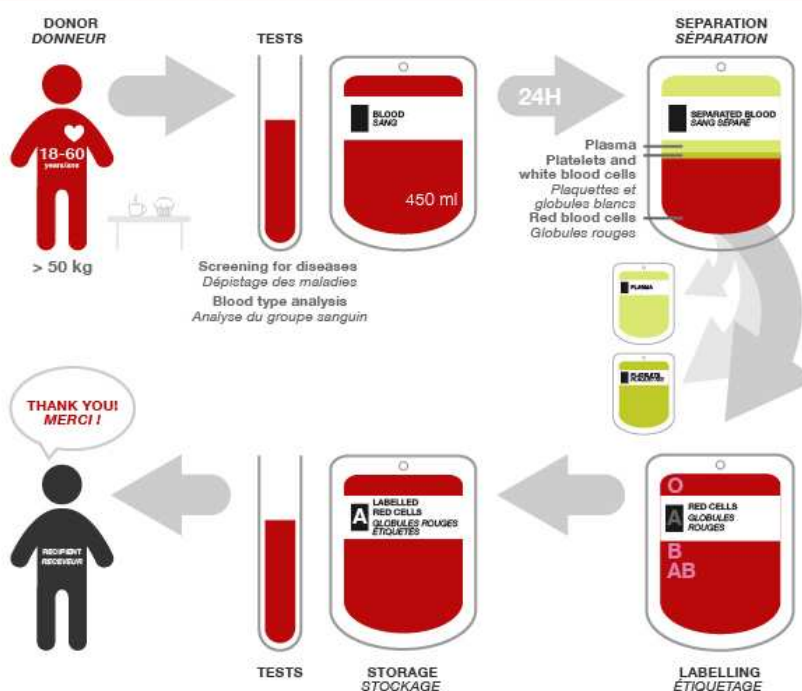 DONOR
DONNEUR
TESTS
SEPARATION
SÉPARATION
18-60
years/ans
> 50 kg
BLOOD
SANG
450 ml
24H
SEPARATED BLOOD
SANG SÉPARÉ
Plasma
Platelets and
white blood cells
Plaquettes et
globules blancs
Red blood cells
Globules rouges
Screening for diseases
Dépistage des maladies
Blood type analysis
Analyse du groupe sanguin
PLASMA
PLATELETS
PLAQUETTES
THANK YOU!
MERCI !
RECIPIENT
RECEVEUR
A
LABELLED
RED CELLS
GLOBULES ROUGES
ÉTIQUETÉS
O
A
RED CELLS
GLOBULES
ROUGES
B
AB
TESTS
STORAGE
STOCKAGE
LABELLING
ÉTIQUETAGE